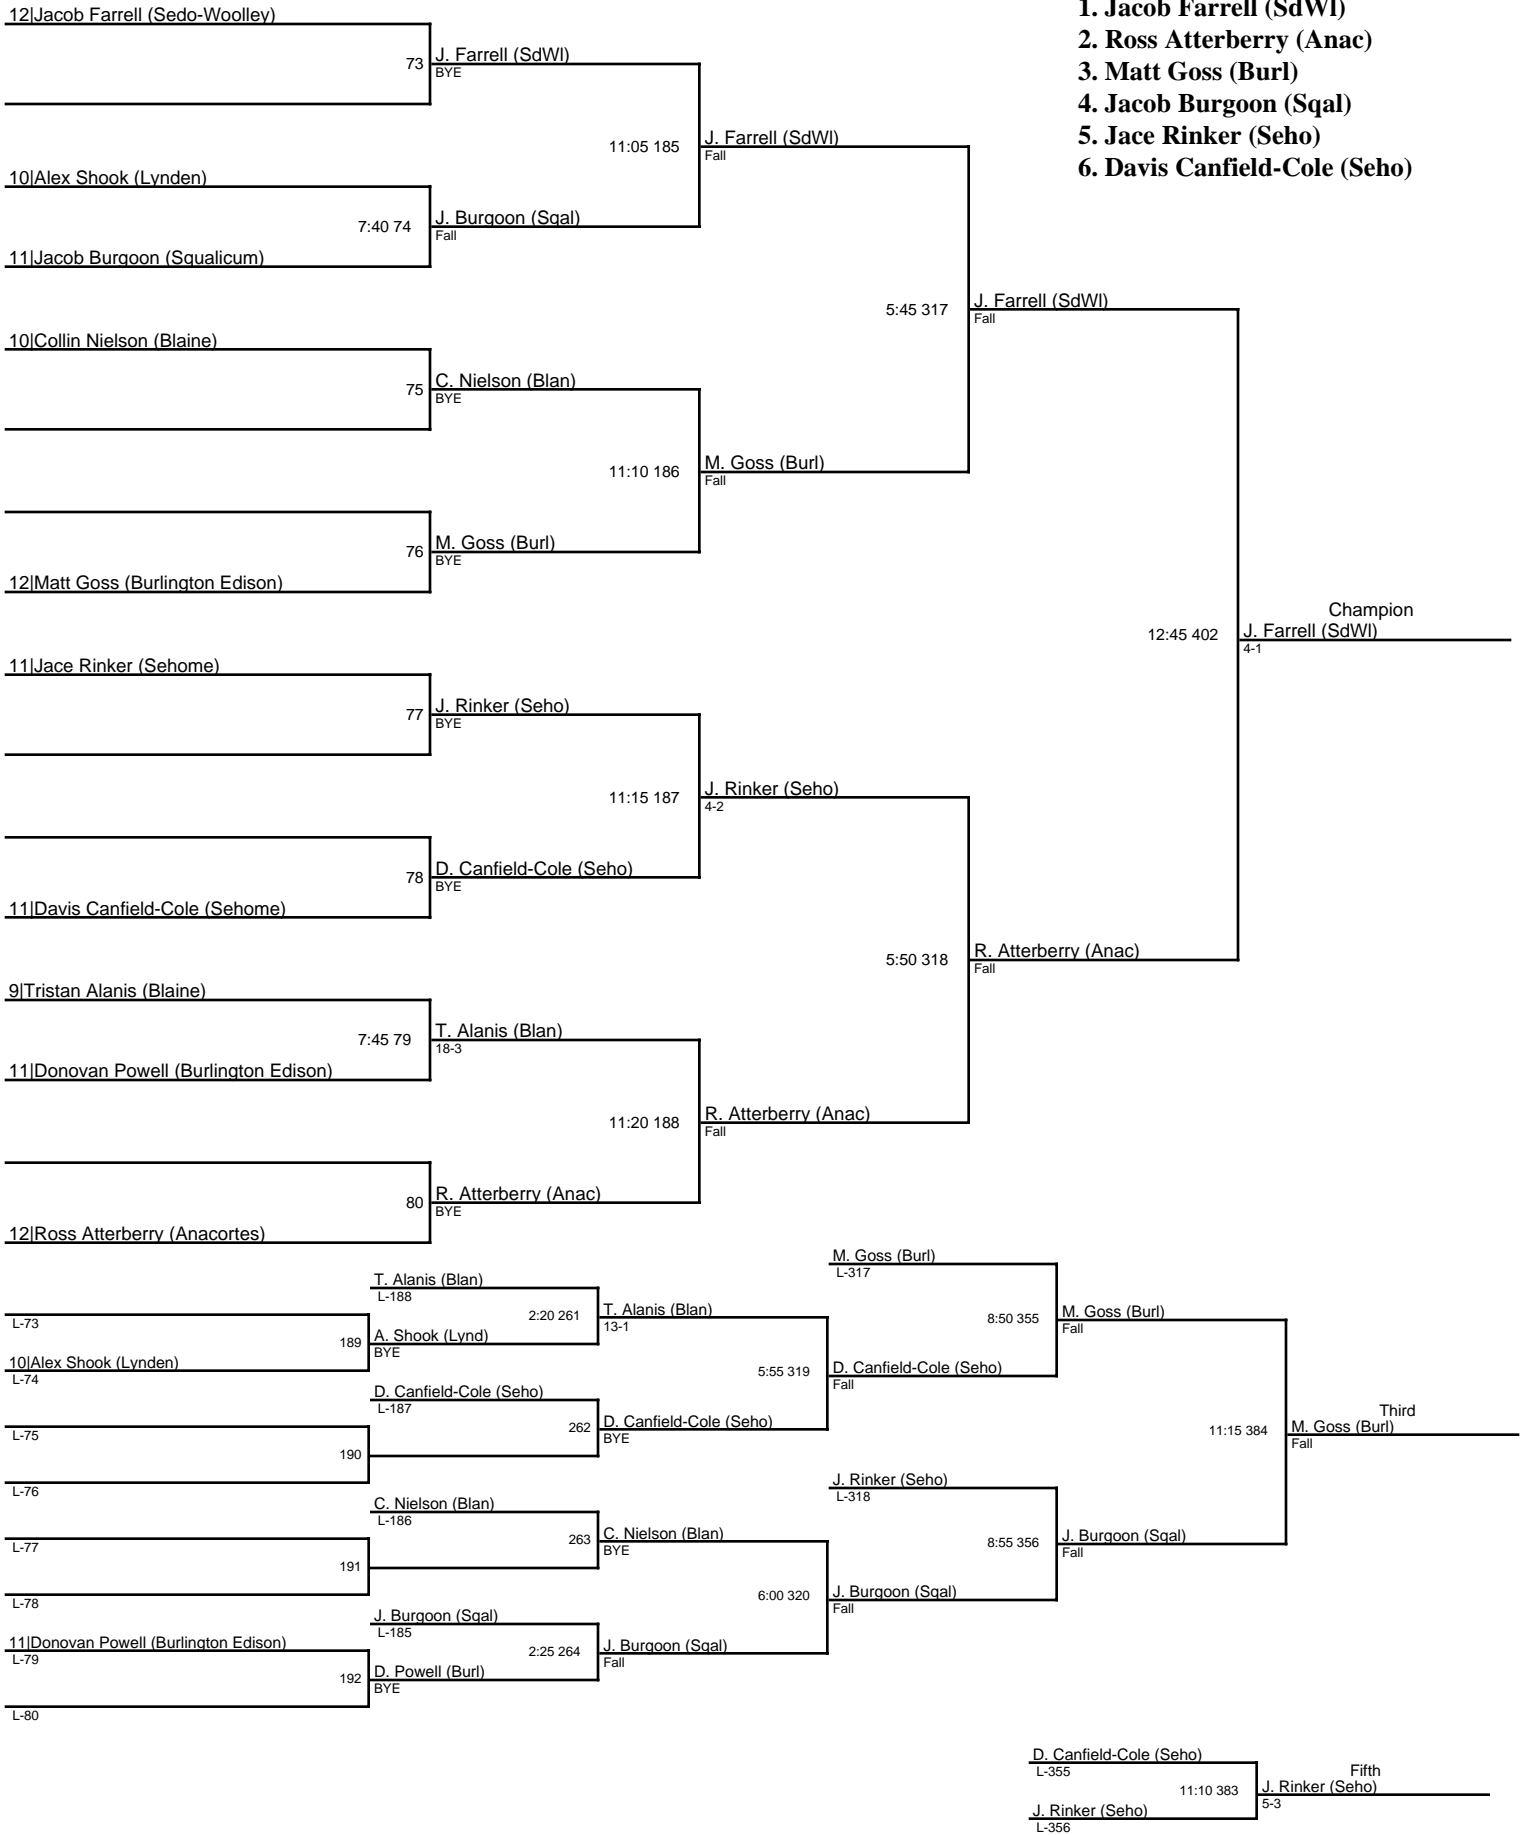 1. Jacob Farrell (SdWl)
2. Ross Atterberry (Anac)
3. Matt Goss (Burl)
4. Jacob Burgoon (Sqal)
5. Jace Rinker (Seho)
6. Davis Canfield-Cole (Seho)
12|Jacob Farrell (Sedo-Woolley)
73
J. Farrell (SdWl)
BYE
11:05 185
J. Farrell (SdWl)
Fall
10|Alex Shook (Lynden)
7:40 74
J. Burgoon (Sqal)
Fall
11|Jacob Burgoon (Squalicum)
5:45 317
J. Farrell (SdWl)
Fall
10|Collin Nielson (Blaine)
75
C. Nielson (Blan)
BYE
11:10 186
M. Goss (Burl)
Fall
76
M. Goss (Burl)
BYE
12|Matt Goss (Burlington Edison)
Champion
12:45 402
J. Farrell (SdWl)
4-1
11|Jace Rinker (Sehome)
77
J. Rinker (Seho)
BYE
11:15 187
J. Rinker (Seho)
4-2
78
D. Canfield-Cole (Seho)
BYE
11|Davis Canfield-Cole (Sehome)
5:50 318
R. Atterberry (Anac)
Fall
9|Tristan Alanis (Blaine)
7:45 79
T. Alanis (Blan)
18-3
11|Donovan Powell (Burlington Edison)
11:20 188
R. Atterberry (Anac)
Fall
80
R. Atterberry (Anac)
BYE
12|Ross Atterberry (Anacortes)
M. Goss (Burl)
L-317
T. Alanis (Blan)
L-188
2:20 261
T. Alanis (Blan)
13-1
8:50 355
M. Goss (Burl)
Fall
L-73
189
A. Shook (Lynd)
BYE
10|Alex Shook (Lynden)
L-74
5:55 319
D. Canfield-Cole (Seho)
Fall
D. Canfield-Cole (Seho)
L-187
262
D. Canfield-Cole (Seho)
BYE
L-75
190
L-76
Third
11:15 384
M. Goss (Burl)
Fall
J. Rinker (Seho)
L-318
C. Nielson (Blan)
L-186
263
C. Nielson (Blan)
BYE
8:55 356
J. Burgoon (Sqal)
Fall
L-77
191
L-78
6:00 320
J. Burgoon (Sqal)
Fall
J. Burgoon (Sqal)
L-185
2:25 264
J. Burgoon (Sqal)
Fall
11|Donovan Powell (Burlington Edison)
L-79
192
D. Powell (Burl)
BYE
L-80
D. Canfield-Cole (Seho)
L-355
Fifth
11:10 383
J. Rinker (Seho)
5-3
J. Rinker (Seho)
L-356